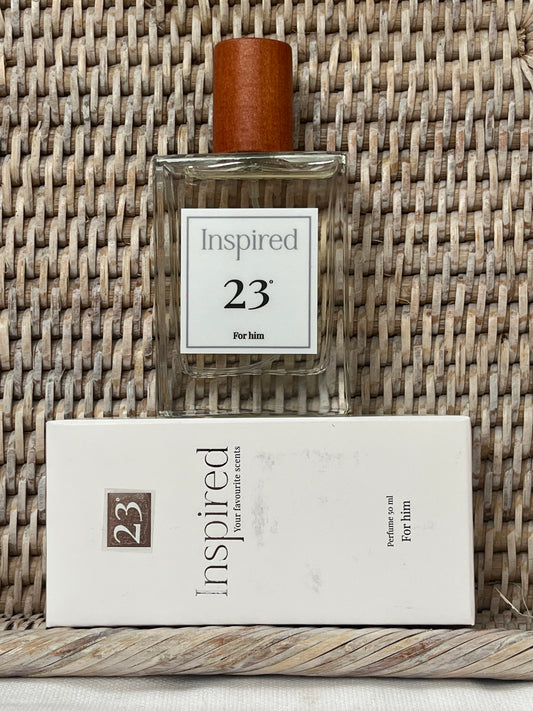 Inspired
23°
For him
23°
Inspired
Your favourite scents
Perfume 50 ml
For him